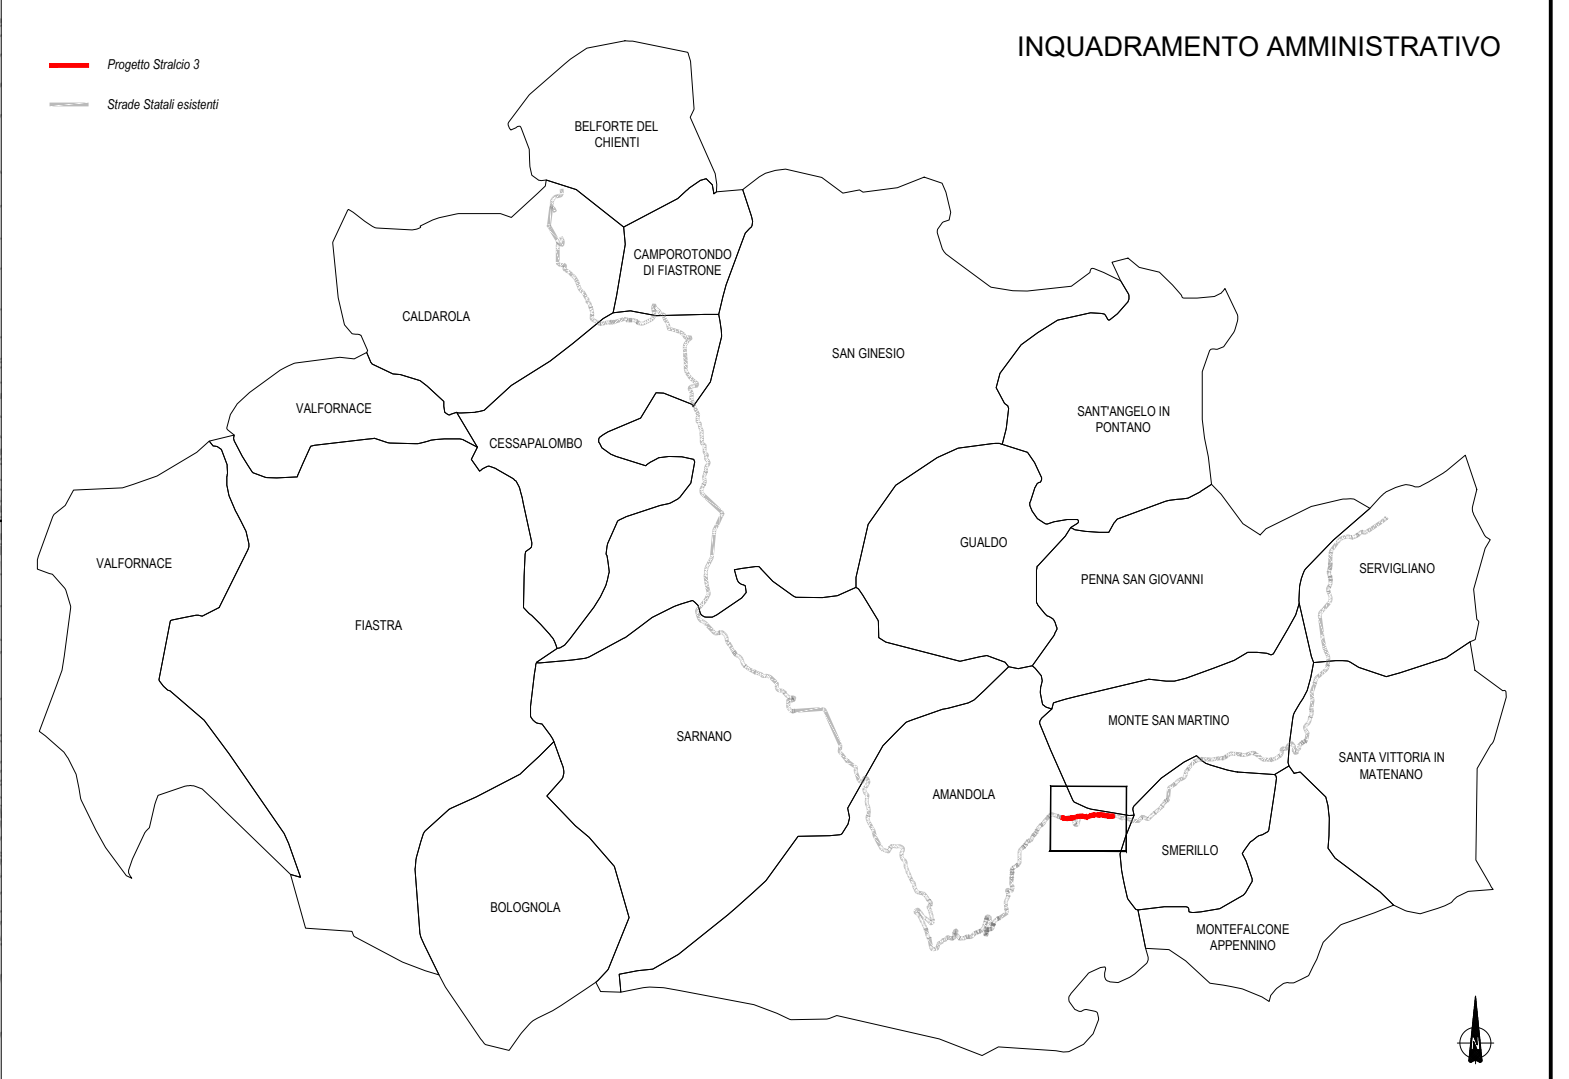 INQUADRAMENTO AMMINISTRATIVO
Progetto Stralcio 3
Strade Statali esistenti
BELFORTE DEL
CHIENTI
CAMPOROTONDO
DI FIASTRONE
CALDAROLA
SAN GINESIO
VALFORNACE
SANT'ANGELO IN
PONTANO
CESSAPALOMBO
GUALDO
VALFORNACE
SERVIGLIANO
PENNA SAN GIOVANNI
FIASTRA
MONTE SAN MARTINO
SARNANO
SANTA VITTORIA IN
MATENANO
AMANDOLA
SMERILLO
BOLOGNOLA
MONTEFALCONE
APPENNINO
N